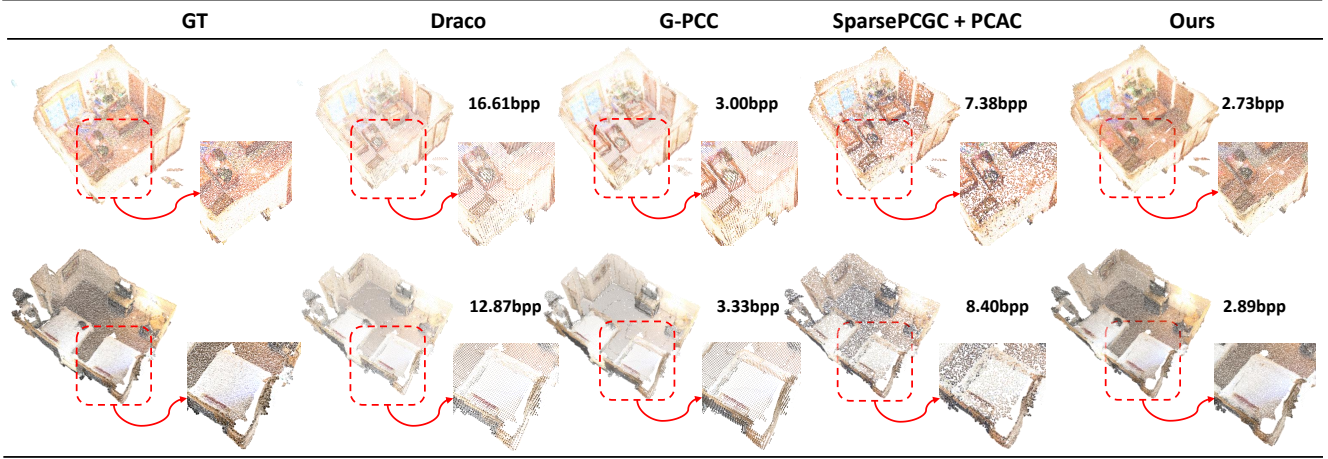 GT Draco G-PCC SparsePCGC + PCAC Ours
16.61bpp 3.00bpp 7.38bpp 2.73bpp
12.87bpp 3.33bpp 8.40bpp 2.89bpp